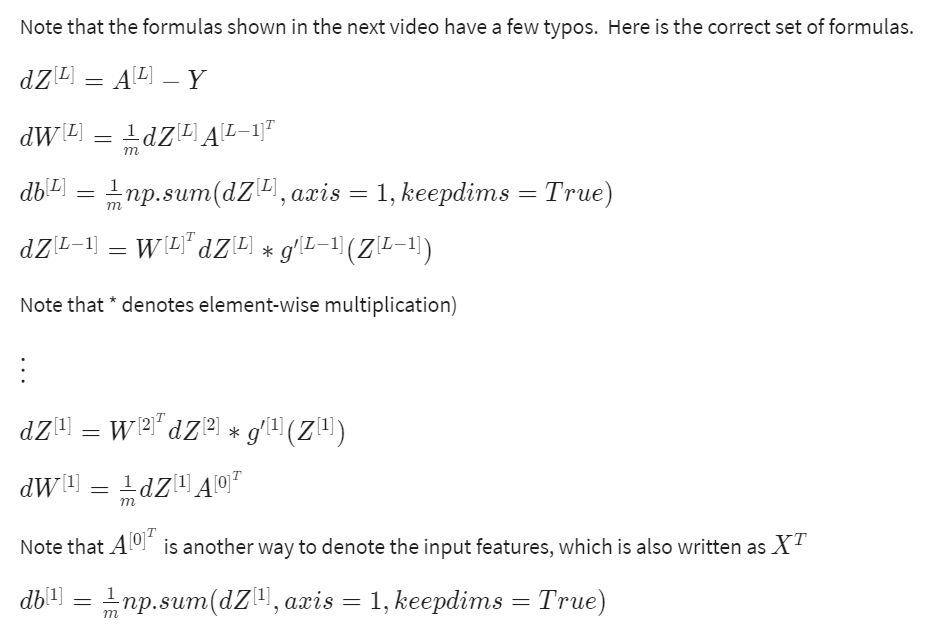 Note that the formulas shown in the next video have a few typos. Here is the correct set of formulas.
$dZ^{[L]} = A^{[L]} - Y$
$dW^{[L]} = \frac{1}{m} dZ^{[L]} A^{[L-1]^T}$
$db^{[L]} = \frac{1}{m} np.sum(dZ^{[L]}, axis = 1, keepdims = True)$
$dZ^{[L-1]} = W^{[L]^T} dZ^{[L]} * g'^{[L-1]}(Z^{[L-1]})$
Note that * denotes element-wise multiplication)
⋮
$dZ^{[1]} = W^{[2]^T} dZ^{[2]} * g'^{[1]}(Z^{[1]})$
$dW^{[1]} = \frac{1}{m} dZ^{[1]} A^{[0]^T}$
Note that $A^{[0]^T}$ is another way to denote the input features, which is also written as $X^T$
$db^{[1]} = \frac{1}{m} np.sum(dZ^{[1]}, axis = 1, keepdims = True)$